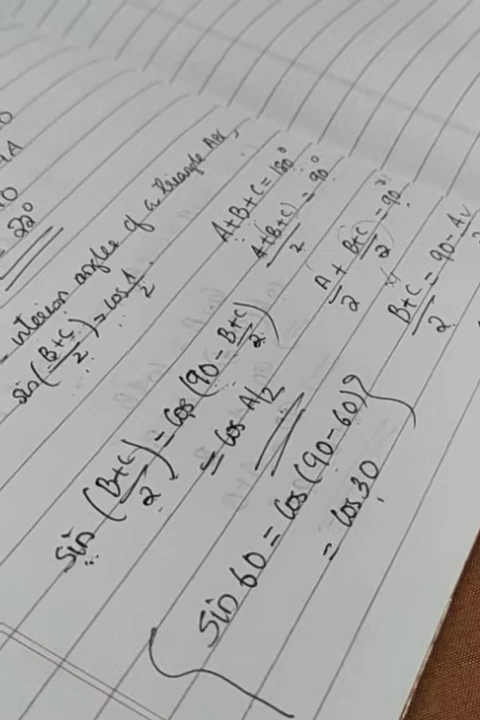 22°
interior angles of a triangle ABC,
sin(B+C/2) = cos A/2
A+B+C = 180°
A+(B+C)/2 = 90°
A/2 + B+C/2 = 90°
B+C/2 = 90 - A/2
sin (B+C/2) = Cos(90 - B+C/2)
= Cos A/2
Sin 60 = Cos(90-60)
= Cos 30